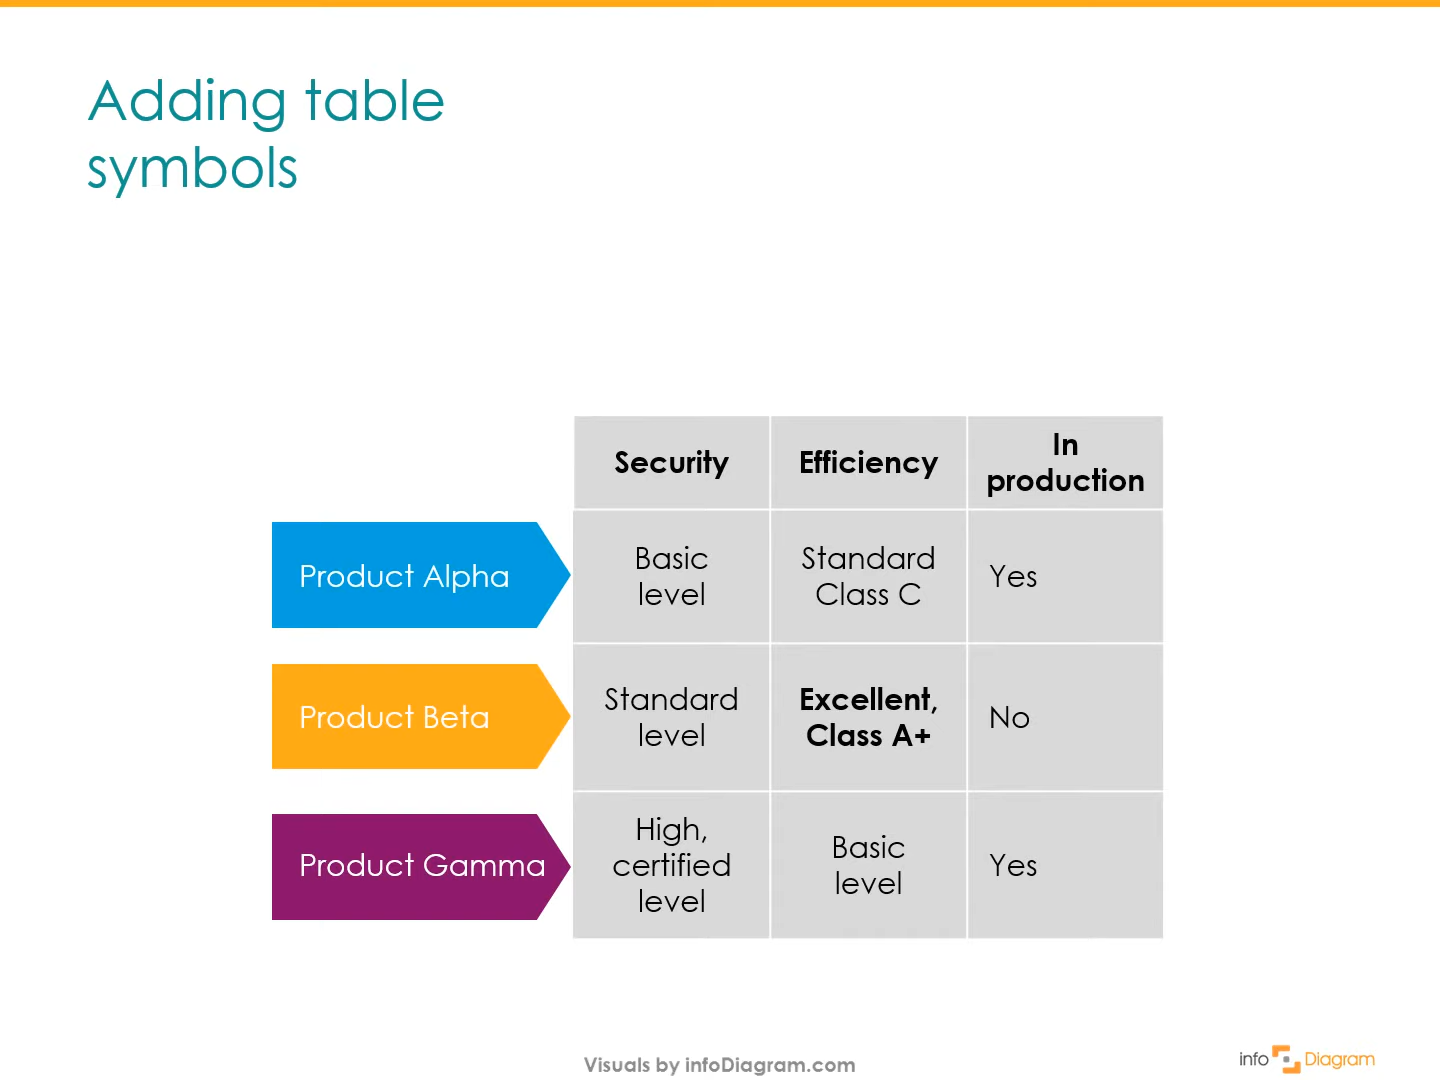 Adding table
symbols
Security
Efficiency
In
production
Product Alpha
Basic
level
Standard
Class C
Yes
Product Beta
Standard
level
Excellent,
Class A+
No
Product Gamma
High,
certified
level
Basic
level
Yes
Visuals by infoDiagram.com
info Diagram